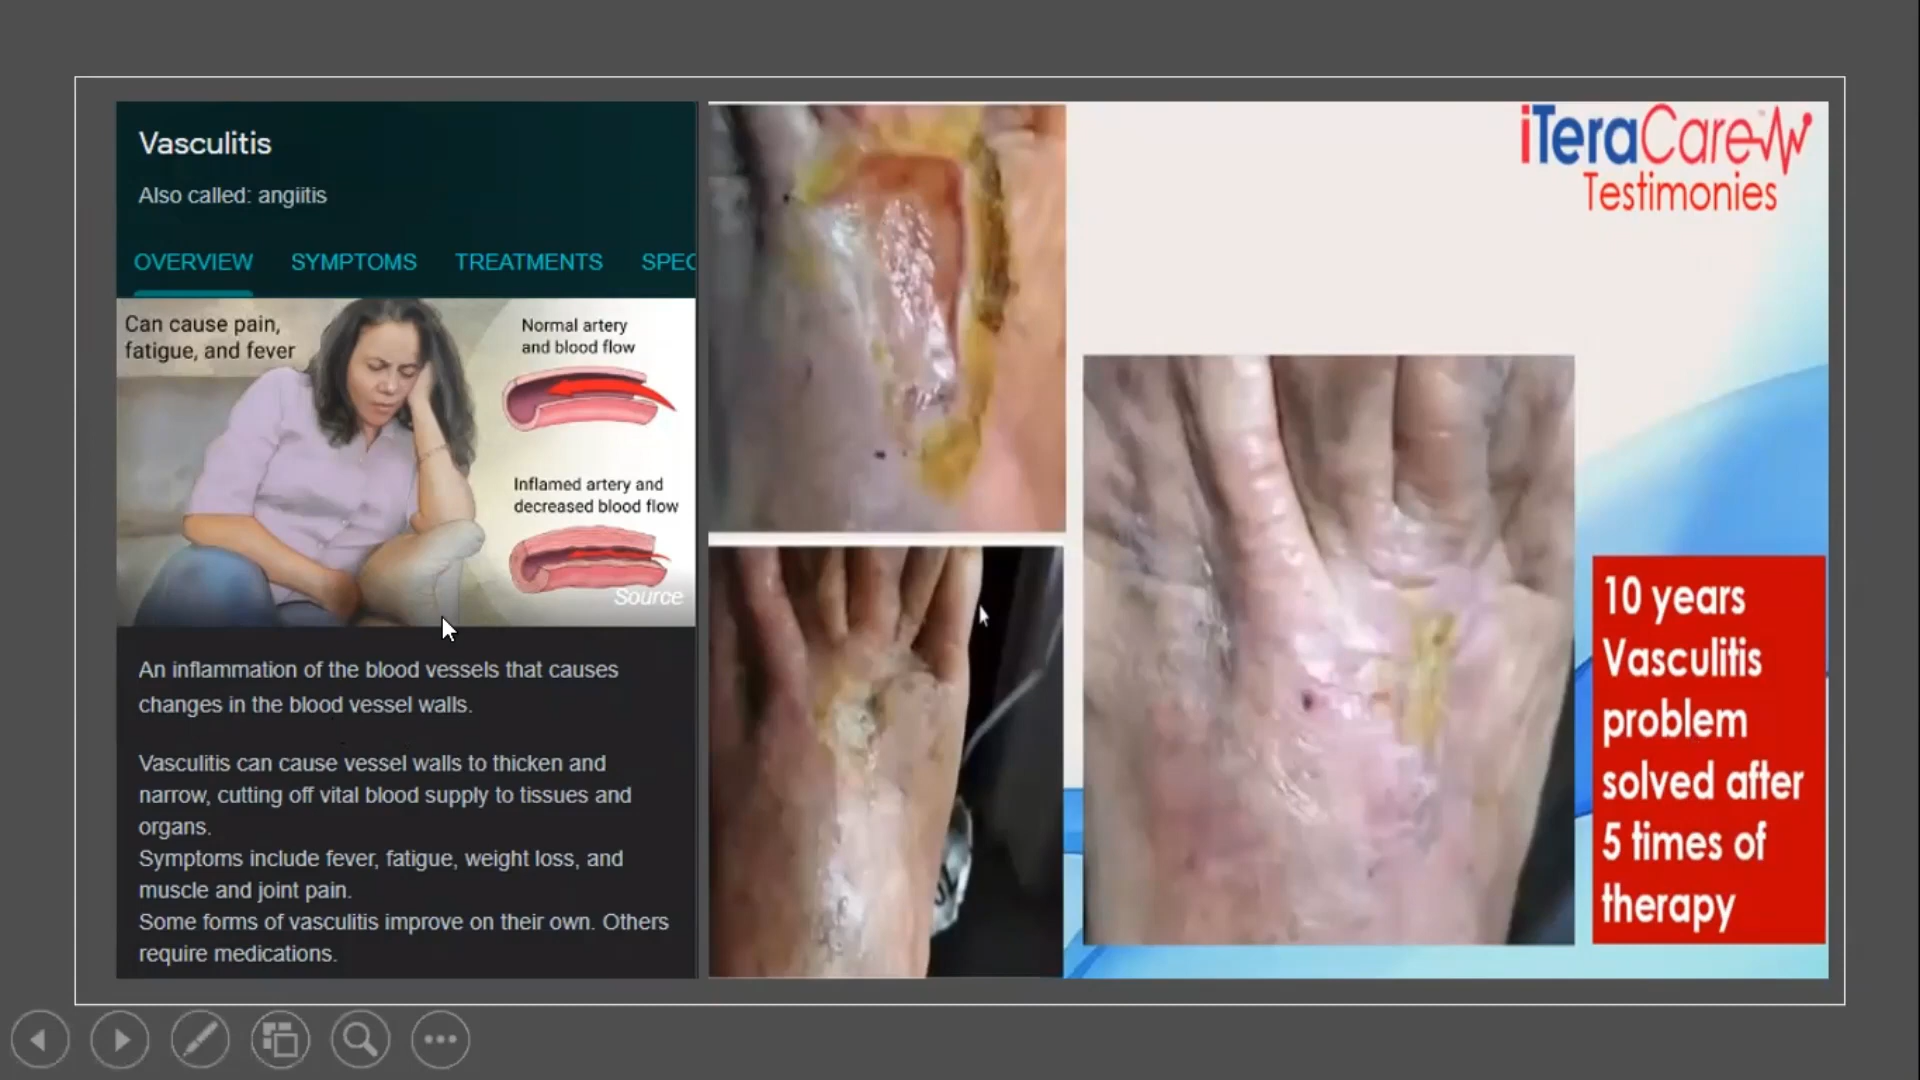 Vasculitis
Also called: angiitis
OVERVIEW SYMPTOMS TREATMENTS SPEC
Can cause pain,
fatigue, and fever
Normal artery
and blood flow
Inflamed artery and
decreased blood flow
Source
An inflammation of the blood vessels that causes
changes in the blood vessel walls.
Vasculitis can cause vessel walls to thicken and
narrow, cutting off vital blood supply to tissues and
organs.
Symptoms include fever, fatigue, weight loss, and
muscle and joint pain.
Some forms of vasculitis improve on their own. Others
require medications.
iTeraCare
Testimonies
10 years
Vasculitis
problem
solved after
5 times of
therapy